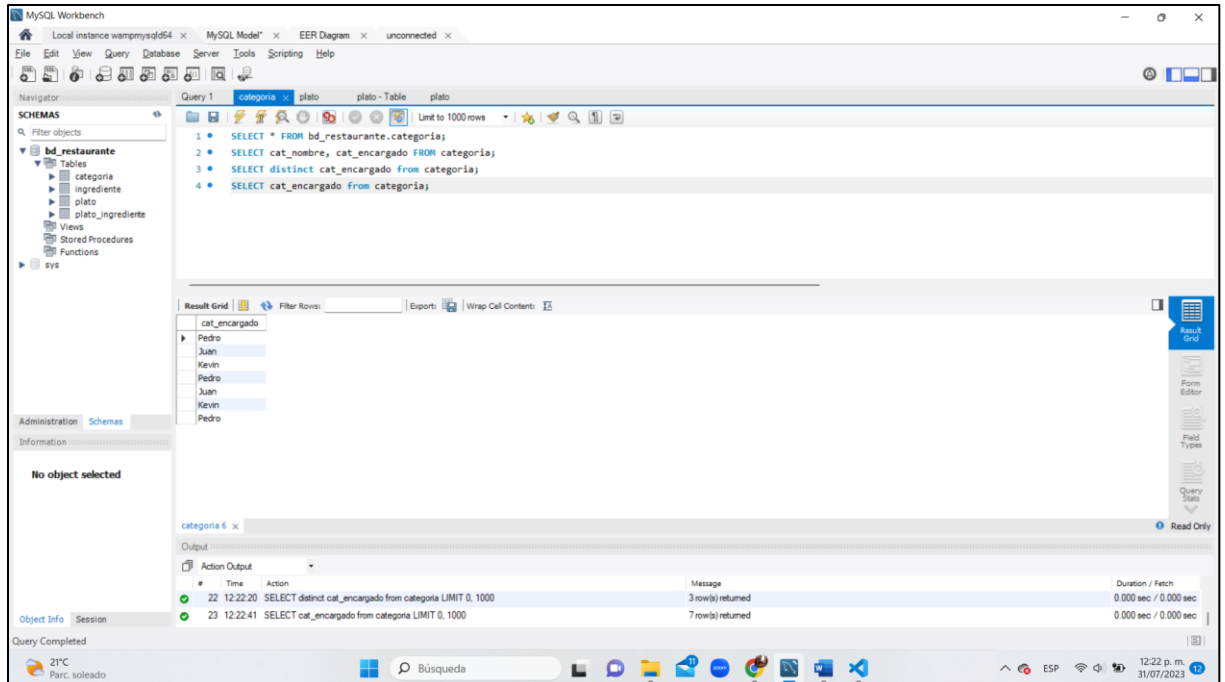 MySQL Workbench
Local instance wampmysqld64 MySQL Model* EER Diagram unconnected
File Edit View Query Database Server Tools Scripting Help
Navigator
SCHEMAS
Filter objects
bd_restaurante
Tables
categoria
ingrediente
plato
plato_ingrediente
Views
Stored Procedures
Functions
sys
Administration Schemas
Information
No object selected
Object Info Session
Query 1 categoria plato plato - Table plato
Limit to 1000 rows
1 SELECT * FROM bd_restaurante.categoria;
2 SELECT cat_nombre, cat_encargado FROM categoria;
3 SELECT distinct cat_encargado from categoria;
4 SELECT cat_encargado from categoria;
Result Grid Filter Rows: Export: Wrap Cell Content:
cat_encargado
Pedro
Juan
Kevin
Pedro
Juan
Kevin
Pedro
Result Grid
Form Editor
Field Types
Query Stats
categoria 6 Read Only
Output
Action Output
# Time Action Message Duration / Fetch
22 12:22:20 SELECT distinct cat_encargado from categoria LIMIT 0, 1000 3 row(s) returned 0.000 sec / 0.000 sec
23 12:22:41 SELECT cat_encargado from categoria LIMIT 0, 1000 7 row(s) returned 0.000 sec / 0.000 sec
Query Completed
21°C
Parc. soleado
Búsqueda
11
zoom
ESP
12:22 p. m.
31/07/2023
12